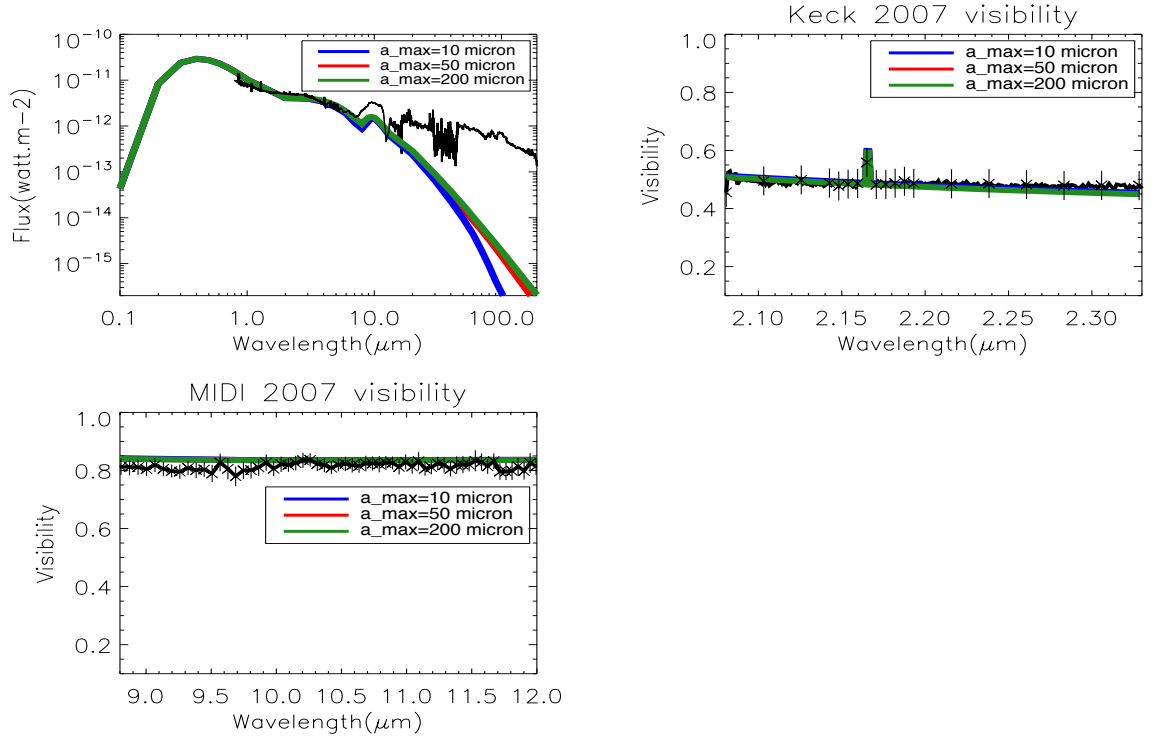 Keck 2007 visibility
10^-10
10^-11
10^-12
10^-13
10^-14
10^-15
Flux(watt.m-2)
a_max=10 micron
a_max=50 micron
a_max=200 micron
0.1 1.0 10.0 100.0
Wavelength(μm)
1.0
0.8
0.6
0.4
0.2
Visibility
a_max=10 micron
a_max=50 micron
a_max=200 micron
2.10 2.15 2.20 2.25 2.30
Wavelength(μm)
MIDI 2007 visibility
1.0
0.8
0.6
0.4
0.2
Visibility
a_max=10 micron
a_max=50 micron
a_max=200 micron
9.0 9.5 10.0 10.5 11.0 11.5 12.0
Wavelength(μm)